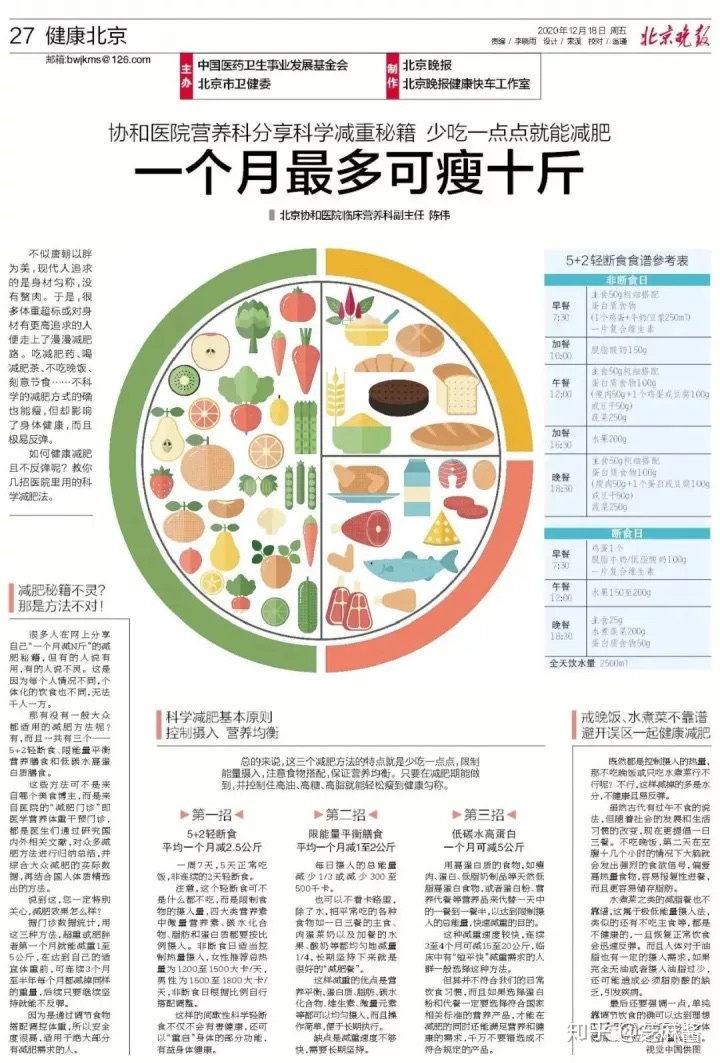 27 健康北京
邮箱:bwjkms@126.com
2020年12月18日 周五
北京晚报
主办
中国医药卫生事业发展基金会
北京市卫健委
制作
北京晚报
北京晚报健康快车工作室
协和医院营养科分享科学减重秘籍 少吃一点点就能减肥
一个月最多可瘦十斤
北京协和医院临床营养科副主任 陈伟
不似唐朝以胖
为美,现代人追求
的是身材匀称,没
有赘肉。于是,很
多体重超标或对身
材有更高追求的人
便走上了漫漫减肥
路。吃减肥药、喝
减肥茶、不吃晚饭、
刻意节食……不科
学的减肥方式的确
也能瘦,但却影响
了身体健康,而且
极易反弹。
如何健康减肥
且不反弹呢?教你
几招医院里用的科
学减肥法。
5+2轻断食食谱参考表
非断食日
早餐
7:30
主食50g粗细搭配
蛋白质食物
(1个鸡蛋+牛奶/豆浆250ml)
一片复合维生素
加餐
10:00
脱脂酸奶150g
午餐
12:00
主食50g粗细搭配
蛋白质食物100g
(瘦肉50g+1个鸡蛋或豆腐100g
或豆干50g)
蔬菜250g
加餐
16:30
水果200g
晚餐
18:30
主食50g粗细搭配
蛋白质食物100g
(瘦肉50g+1个蛋白或豆腐100g
或豆干50g)
蔬菜250g
断食日
早餐
7:30
鸡蛋1个
脱脂牛奶/低脂酸奶100g
一片复合维生素
午餐
12:00
水果150至200g
晚餐
18:30
主食25g
水煮蔬菜200g
蛋白质食物50g
全天饮水量 2500ml
减肥秘籍不灵?
那是方法不对!
很多人在网上分享
自己“一个月减N斤”的减
肥秘籍,但有的人说有
用,有的人说不灵。这是
因为每个人情况不同,个
体化的饮食也不同,无法
千人一方。
那有没有一般大众
都适用的减肥方法呢?
有,而且一共有三个——
5+2轻断食、限能量平衡
营养膳食和低碳水高蛋
白质膳食。
这些方法可不是来
自哪个美食博主,而是来
自医院的“减肥门诊”即
医学营养体重干预门诊,
都是医生们通过研究国
内外相关文献,对众多减
肥方法进行归纳总结,并
综合大众减肥的实际数
据,再结合国人体质精选
出的方法。
说到这,您一定特别
关心,减肥效果怎么样?
据门诊数据统计,用
这三种方法,超重或肥胖
者第一个月就能减重1至
5公斤,在达到自己的适
宜体重前,可连续3个月
至半年每个月都减掉同样
的重量,后续只要继续坚
持就能不反弹。
因为是通过调节食物
搭配调控体重,所以安全
度很高,适用于绝大部分
有减肥需求的人。
科学减肥基本原则
控制摄入 营养均衡
总的来说,这三个减肥方法的特点就是少吃一点点,限制
能量摄入,注意食物搭配,保证营养均衡。只要在减肥期能做
到,并控制住高油、高糖、高脂就能轻松瘦到健康匀称。
第一招
5+2轻断食
平均一个月减2.5公斤
一周7天,5天正常吃
饭,非连续的2天轻断食。
注意,这个轻断食可不
是什么都不吃,而是限制食
物的摄入量,四大类营养素
中微量营养素、碳水化合
物、脂肪和蛋白质都要按比
例摄入。非断食日适当控
制热量摄入,女性推荐总热
量为1200至1500大卡/天,
男性为1500至1800大卡/
天,非断食日根据比例自行
搭配调整。
这样的间歇性科学轻断
食不仅不会有害健康,还可
以“重启”身体的部分功能,
有益身体健康。
第二招
限能量平衡膳食
平均一个月减1至2公斤
每日摄入的总能量
减少1/3或减少300至
500千卡。
也可以不看卡路里,
除了水,把平常吃的各种
食物如一日三餐的主食、
肉蛋菜奶以及加餐的水
果、酸奶等都均匀地减量
1/4,长期坚持下来就是
很好的“减肥餐”。
这样减重的优点是营
养平衡,蛋白质、脂肪、碳水
化合物、维生素、微量元素
等都可以均匀摄入,而且操
作简单,便于长期执行。
缺点是减重速度不够
快,需要长期坚持。
第三招
低碳水高蛋白
一个月可减5公斤
用高蛋白质的食物,如瘦
肉、蛋白、低脂奶制品等天然低
脂高蛋白食物,或者蛋白粉、营
养代餐等营养品来代替一天中
的一餐到一餐半,以达到限制摄
入的总能量,快速减重的目的。
这种减重速度较快,连续
3至4个月可减15至20公斤,临
床中有“短平快”减重需求的人
群一般选择这种方法。
但其并不符合我们的日常
饮食习惯,而且如果选择蛋白
粉和代餐一定要选择符合国家
相关标准的营养产品,才能在
减肥的同时还能满足营养和健
康的需求,千万不要错选成不
符合规定的产品。
戒晚饭、水煮菜不靠谱
避开误区一起健康减肥
既然都是控制摄入的热量,
那不吃晚饭或只吃水煮菜行不
行呢?不行,这样减掉的多是水
分,不健康且易反弹。
虽然古代有过午不食的说
法,但随着社会的发展和生活
习惯的改变,现在更提倡一日
三餐。不吃晚饭,第二天在空
腹十几个小时的情况下大脑就
会发出强烈的食欲信号,偏爱
高热量食物,容易报复性进餐,
而且更容易储存脂肪。
水煮菜之类的减脂餐也不
靠谱,这属于极低能量摄入法,
类似的还有不吃主食等,都是
不健康的,一旦恢复正常饮食
会迅速反弹。而且人体对于油
脂也有一定的摄入需求,如果
完全无油或者摄入油脂过少,还
可能造成必须脂肪酸的缺
乏,引发疾病。
最后还要强调一点,单纯
靠调节饮食的确可以达到理想
视觉中国供图